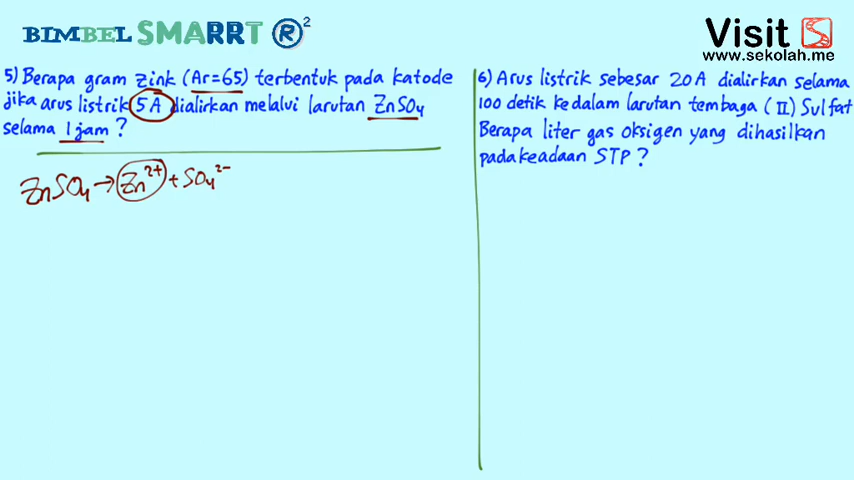 BIMBEL SMARRT ® 2
Visit S
www.sekolah.me
5) Berapa gram zink (Ar=65) terbentuk pada katode
jika arus listrik 5 A dialirkan melalui larutan ZnSO₄
selama 1 jam ?
ZnSO₄ → Zn²⁺ + SO₄²⁻
6) Arus listrik sebesar 20 A dialirkan selama
100 detik kedalam larutan tembaga (II) Sulfat
Berapa liter gas oksigen yang dihasilkan
pada keadaan STP ?